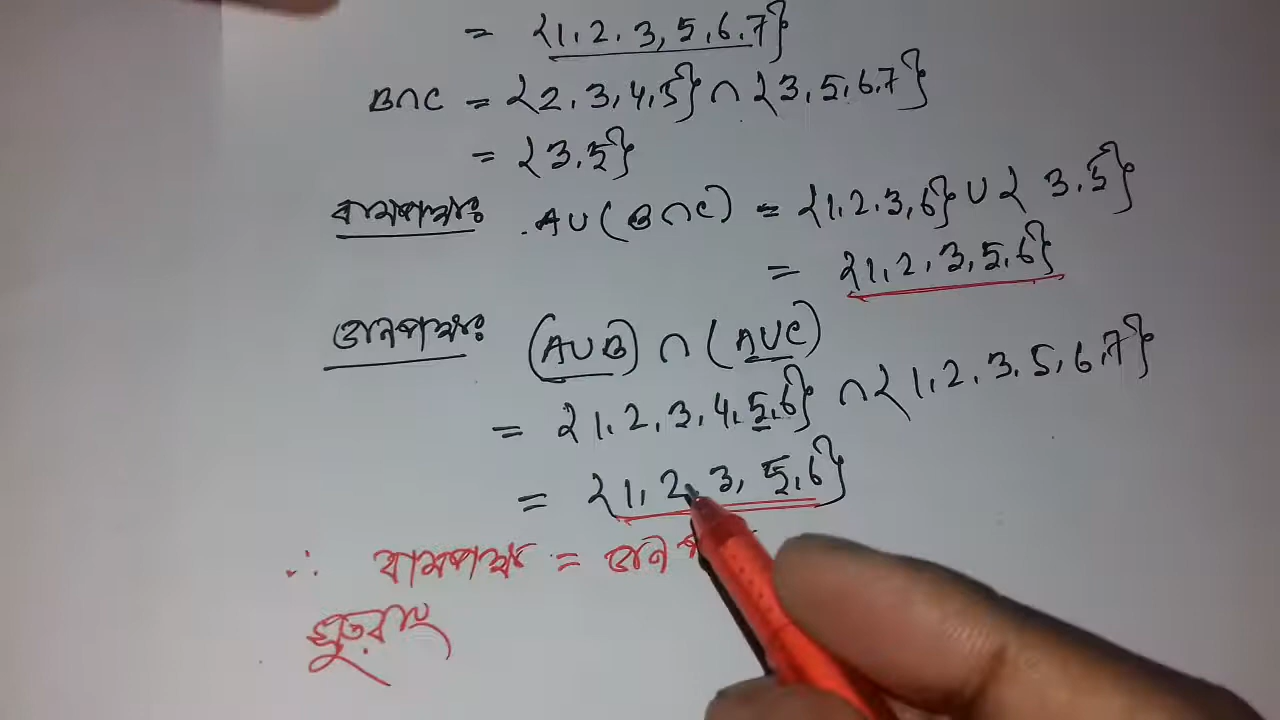 = {1, 2, 3, 5, 6, 7}
B∩C = {2, 3, 4, 5} ∩ {3, 5, 6, 7}
= {3, 5}
বামপক্ষঃ A∪(B∩C) = {1, 2, 3, 6} ∪ {3, 5}
= {1, 2, 3, 5, 6}
ডানপক্ষঃ (A∪B) ∩ (A∪C)
= {1, 2, 3, 4, 5, 6} ∩ {1, 2, 3, 5, 6, 7}
= {1, 2, 3, 5, 6}
∴ বামপক্ষ = ডানপ
সুতরাং